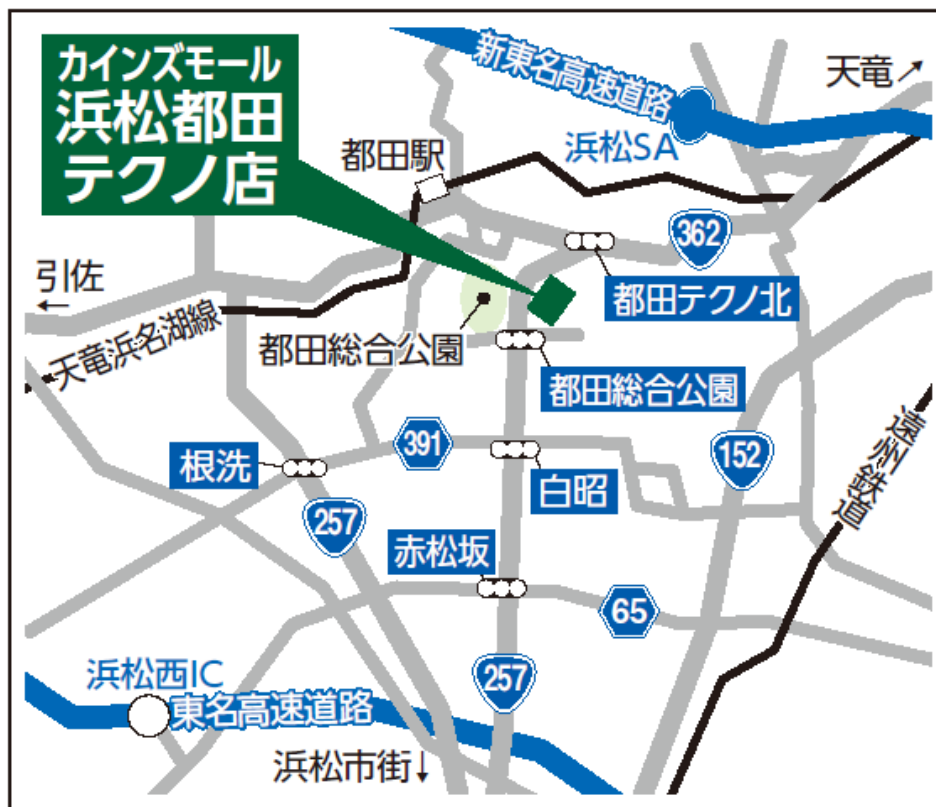 カインズモール
浜松都田
テクノ店
新東名高速道路
天竜↗
浜松SA
都田駅
362
引佐
←
都田テクノ北
天竜浜名湖線
都田総合公園
都田総合公園
391
152
遠州鉄道
根洗
白昭
257
赤松坂
65
浜松西IC
257
東名高速道路
浜松市街↓